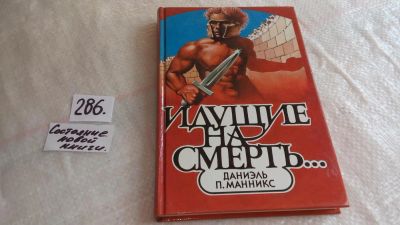 286.
Состояние
новой
книги.
ИДУЩИЕ
НА
СМЕРТЬ...
ДАНИЭЛЬ
П. МАННИКС